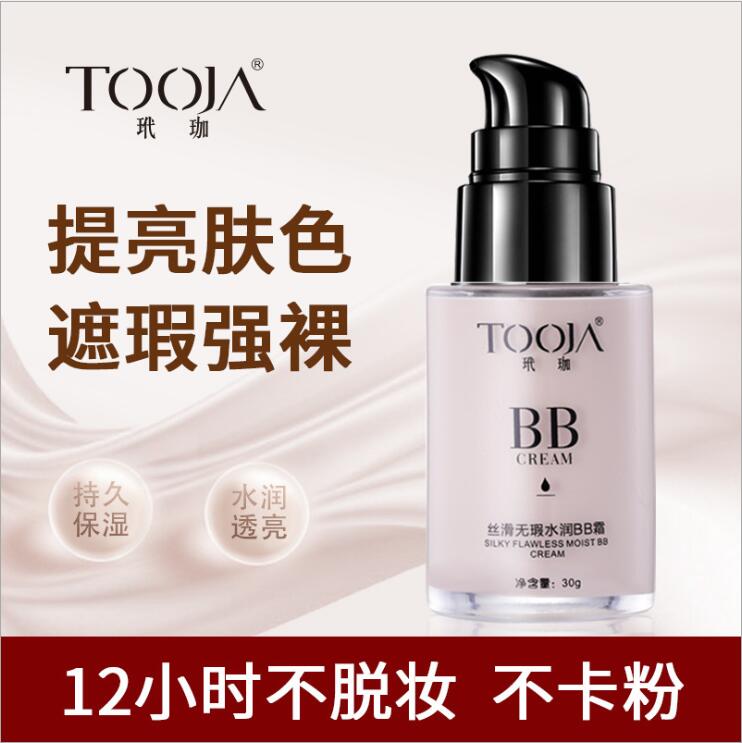 TOOJA®
玳 珈
提亮肤色
遮瑕强裸
持久
保湿
水润
透亮
TOOJA®
玳 珈
BB
CREAM
丝滑无瑕水润BB霜
SILKY FLAWLESS MOIST BB
CREAM
净含量：30g
12小时不脱妆 不卡粉